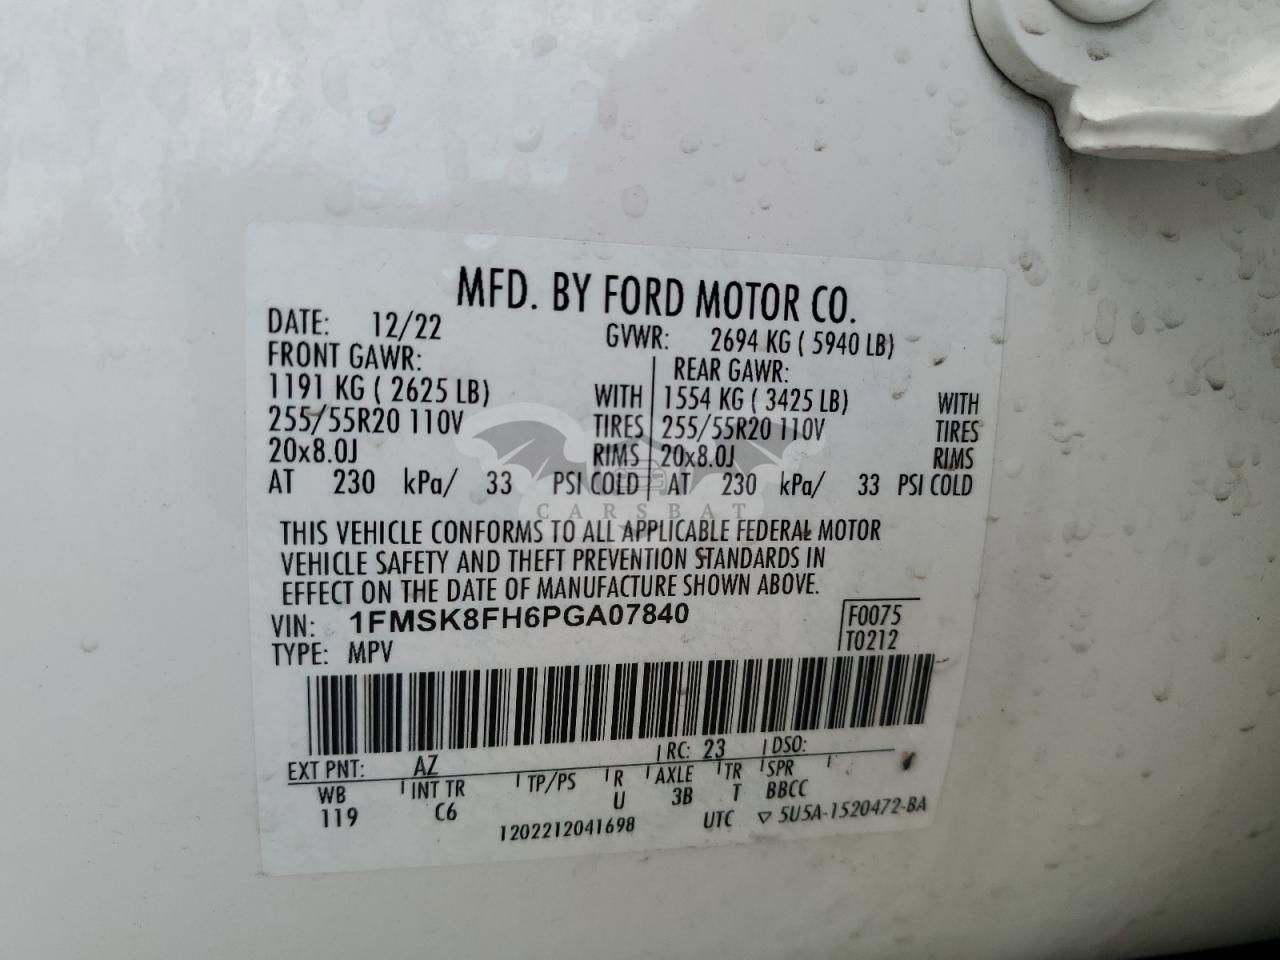 MFD. BY FORD MOTOR CO.
DATE: 12/22 GVWR: 2694 KG ( 5940 LB)
FRONT GAWR: REAR GAWR:
1191 KG ( 2625 LB) WITH 1554 KG ( 3425 LB) WITH
255/55R20 110V TIRES 255/55R20 110V TIRES
20x8.0J RIMS 20x8.0J RIMS
AT 230 kPa/ 33 PSI COLD AT 230 kPa/ 33 PSI COLD
CARSBAT
THIS VEHICLE CONFORMS TO ALL APPLICABLE FEDERAL MOTOR
VEHICLE SAFETY AND THEFT PREVENTION STANDARDS IN
EFFECT ON THE DATE OF MANUFACTURE SHOWN ABOVE.
VIN: 1FMSK8FH6PGA07840 F0075
TYPE: MPV T0212
EXT PNT: AZ RC: 23 DSO:
WB INT TR TP/PS R AXLE TR SPR
119 C6 U 3B T BBCC
1202212041698 UTC ▽ 5U5A-1520472-BA